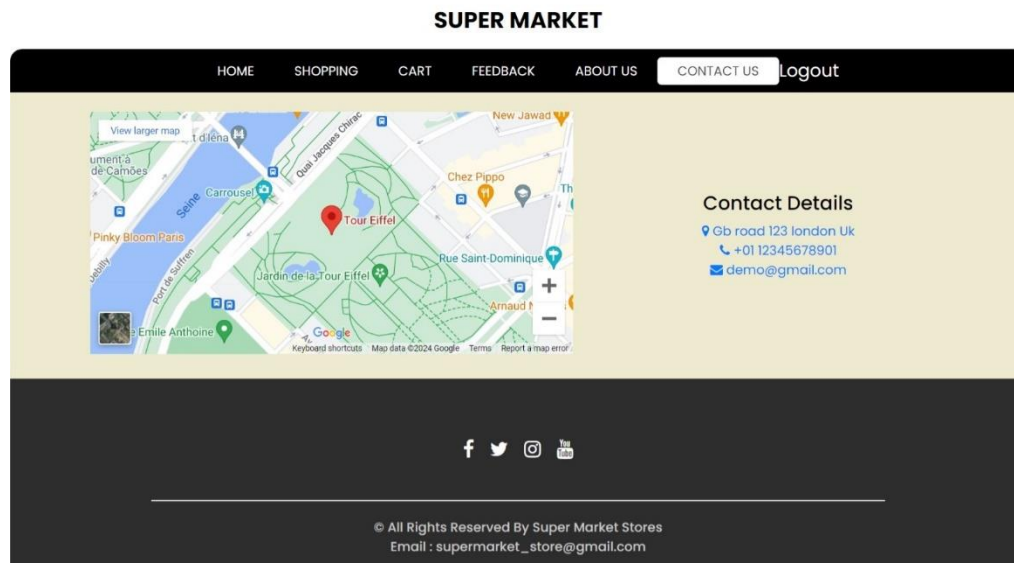 SUPER MARKET
HOME SHOPPING CART FEEDBACK ABOUT US CONTACT US Logout
View larger map
New Jawad
t d'Iéna
Quai Jacques Chirac
ument à
de Camões
Chez Pippo
Carrousel
Th
Seine
Tour Eiffel
Pinky Bloom Paris
Rue Saint-Dominique
Debilly
Port de Suffren
Jardin de la Tour Eiffel
Arnaud N
Emile Anthoine
Google
Keyboard shortcuts Map data ©2024 Google Terms Report a map error
Contact Details
Gb road 123 london Uk
+01 12345678901
demo@gmail.com
You
Tube
© All Rights Reserved By Super Market Stores
Email : supermarket_store@gmail.com